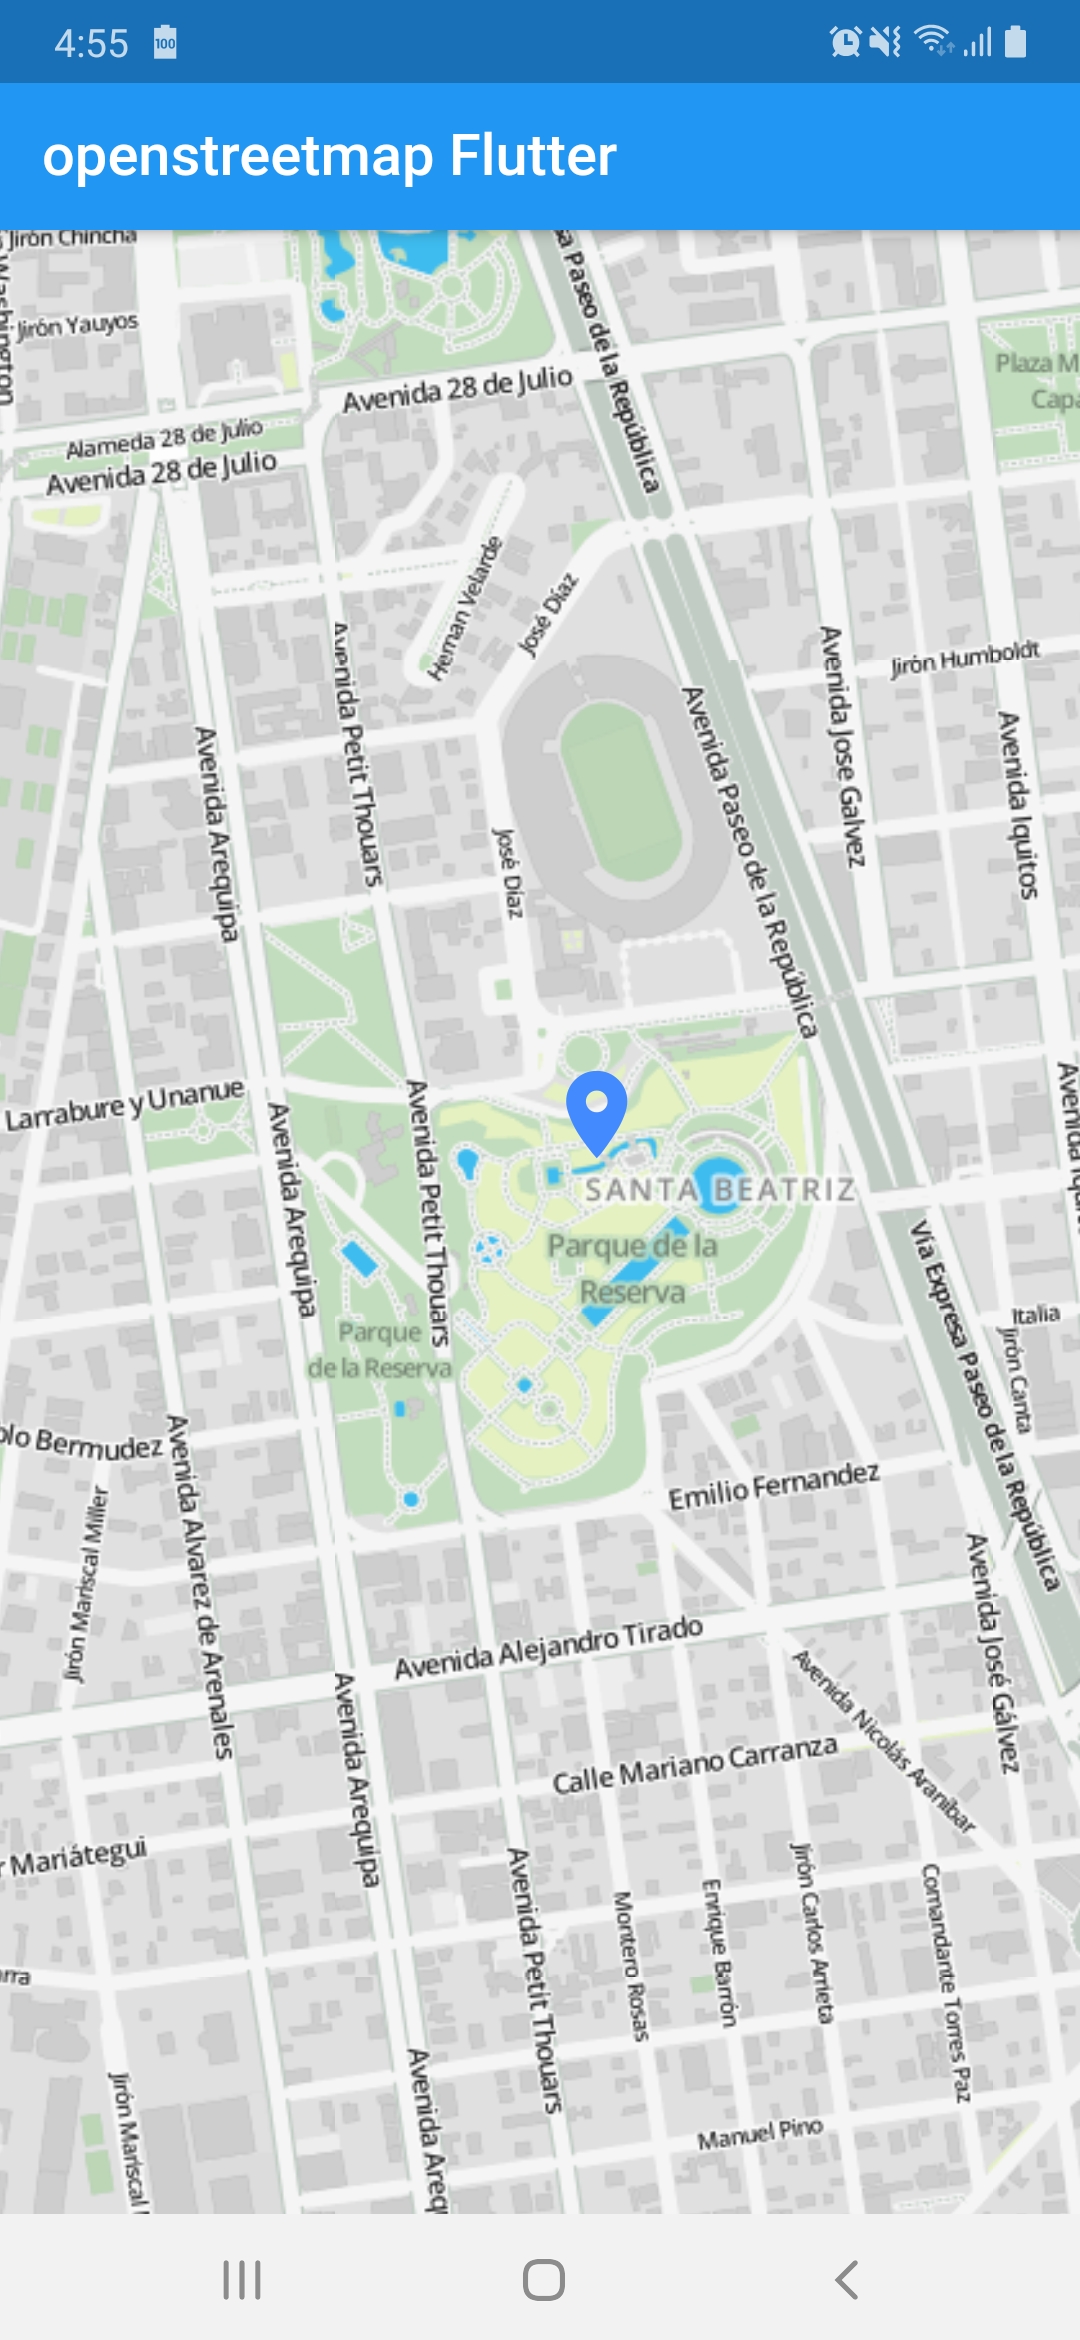 4:55
100
openstreetmap Flutter
Jirón Chincha
Washington
Jirón Yauyos
Paseo de la República
Avenida 28 de Julio
Plaza M
Capa
Alameda 28 de Julio
Avenida 28 de Julio
Hernan Velarde
José Díaz
Avenida Petit Thouars
Avenida Jose Galvez
Jirón Humboldt
Avenida Paseo de la República
Avenida Iquitos
Avenida Arequipa
José Díaz
Larrabure y Unanue
Avenida Petit Thouars
Avenida Arequipa
SANTA BEATRIZ
Parque de la
Reserva
Vía Expresa Paseo de la República
Italia
Jirón Canta
Parque
de la Reserva
olo Bermudez
Avenida Alvarez de Arenales
Jirón Mariscal Miller
Emilio Fernandez
Avenida José Gálvez
Avenida Alejandro Tirado
Avenida Nicolás Araníbar
Avenida Arequipa
Calle Mariano Carranza
r Mariátegui
Avenida Petit Thouars
Montero Rosas
Enrique Barrón
Jirón Carlos Arrieta
Comandante Torres Paz
rra
Avenida Areq
Jirón Mariscal
Manuel Pino